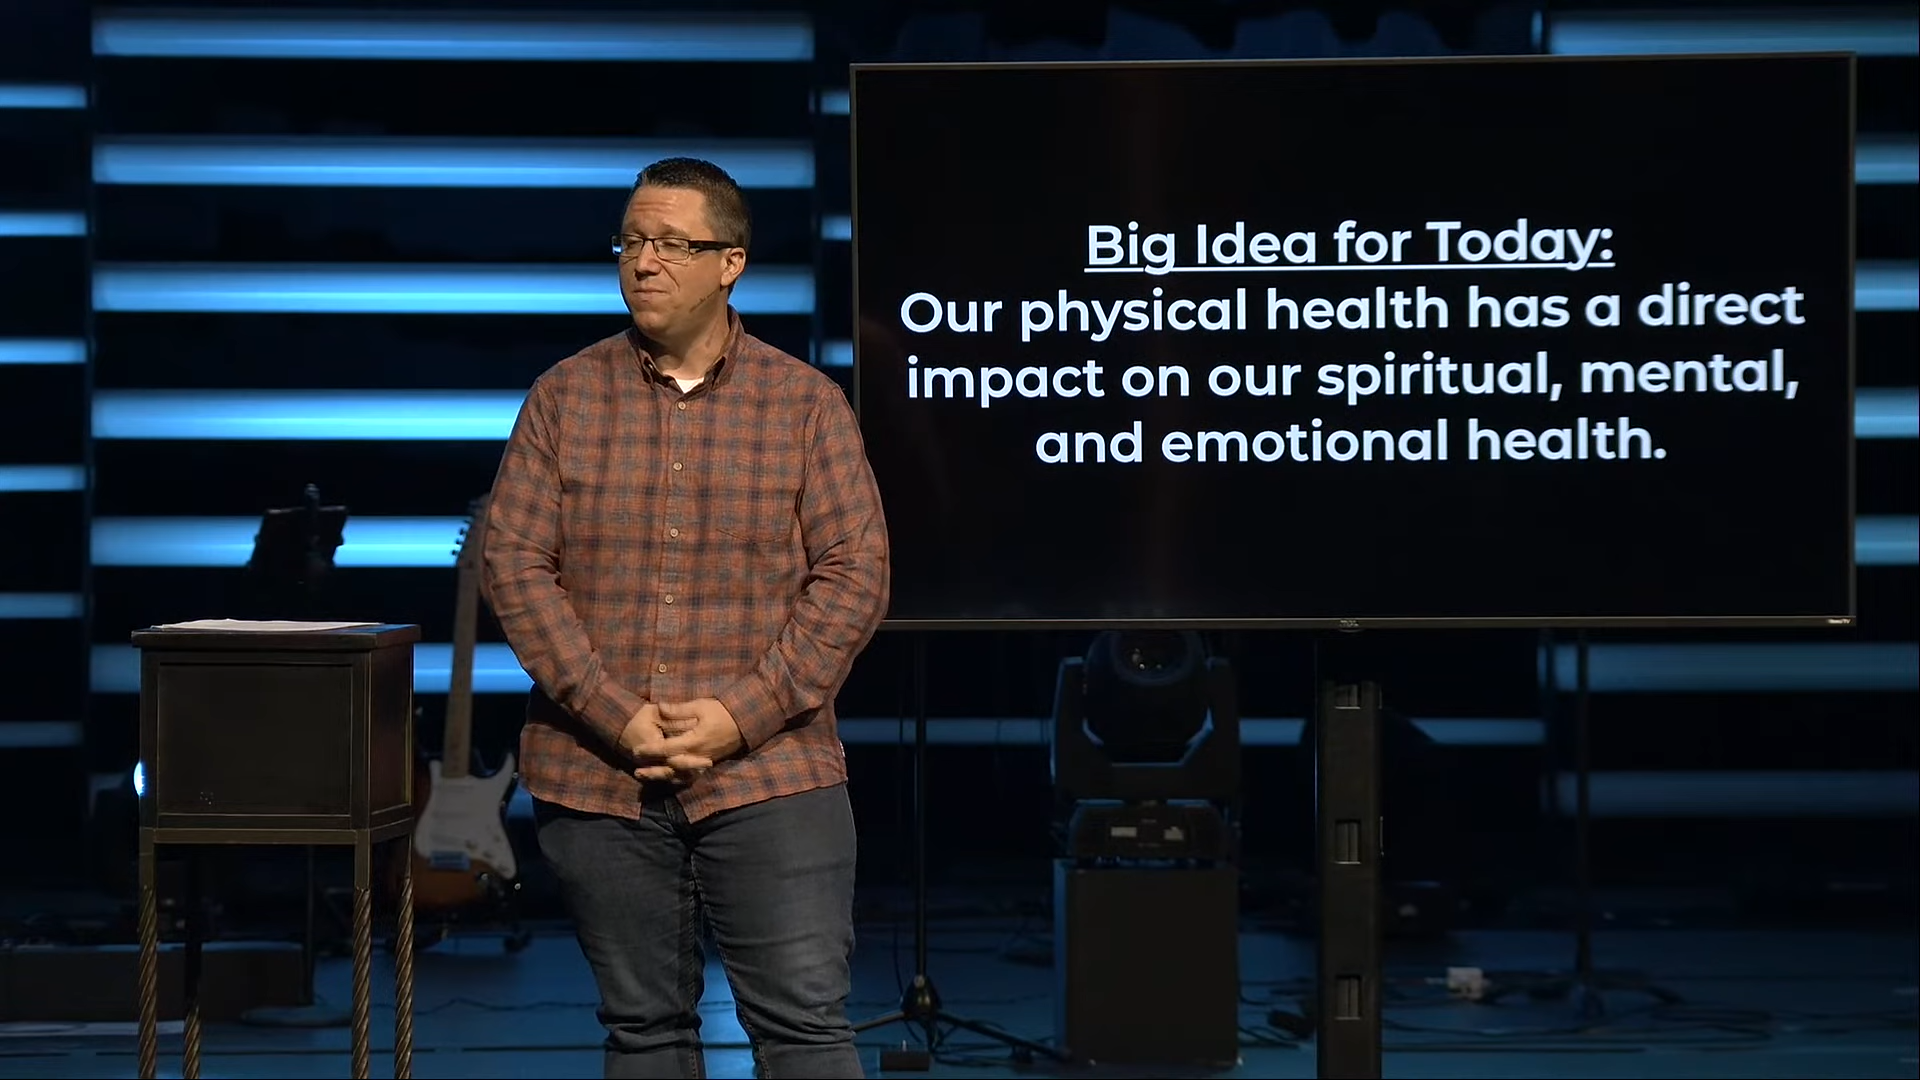 Big Idea for Today:
Our physical health has a direct
impact on our spiritual, mental,
and emotional health.